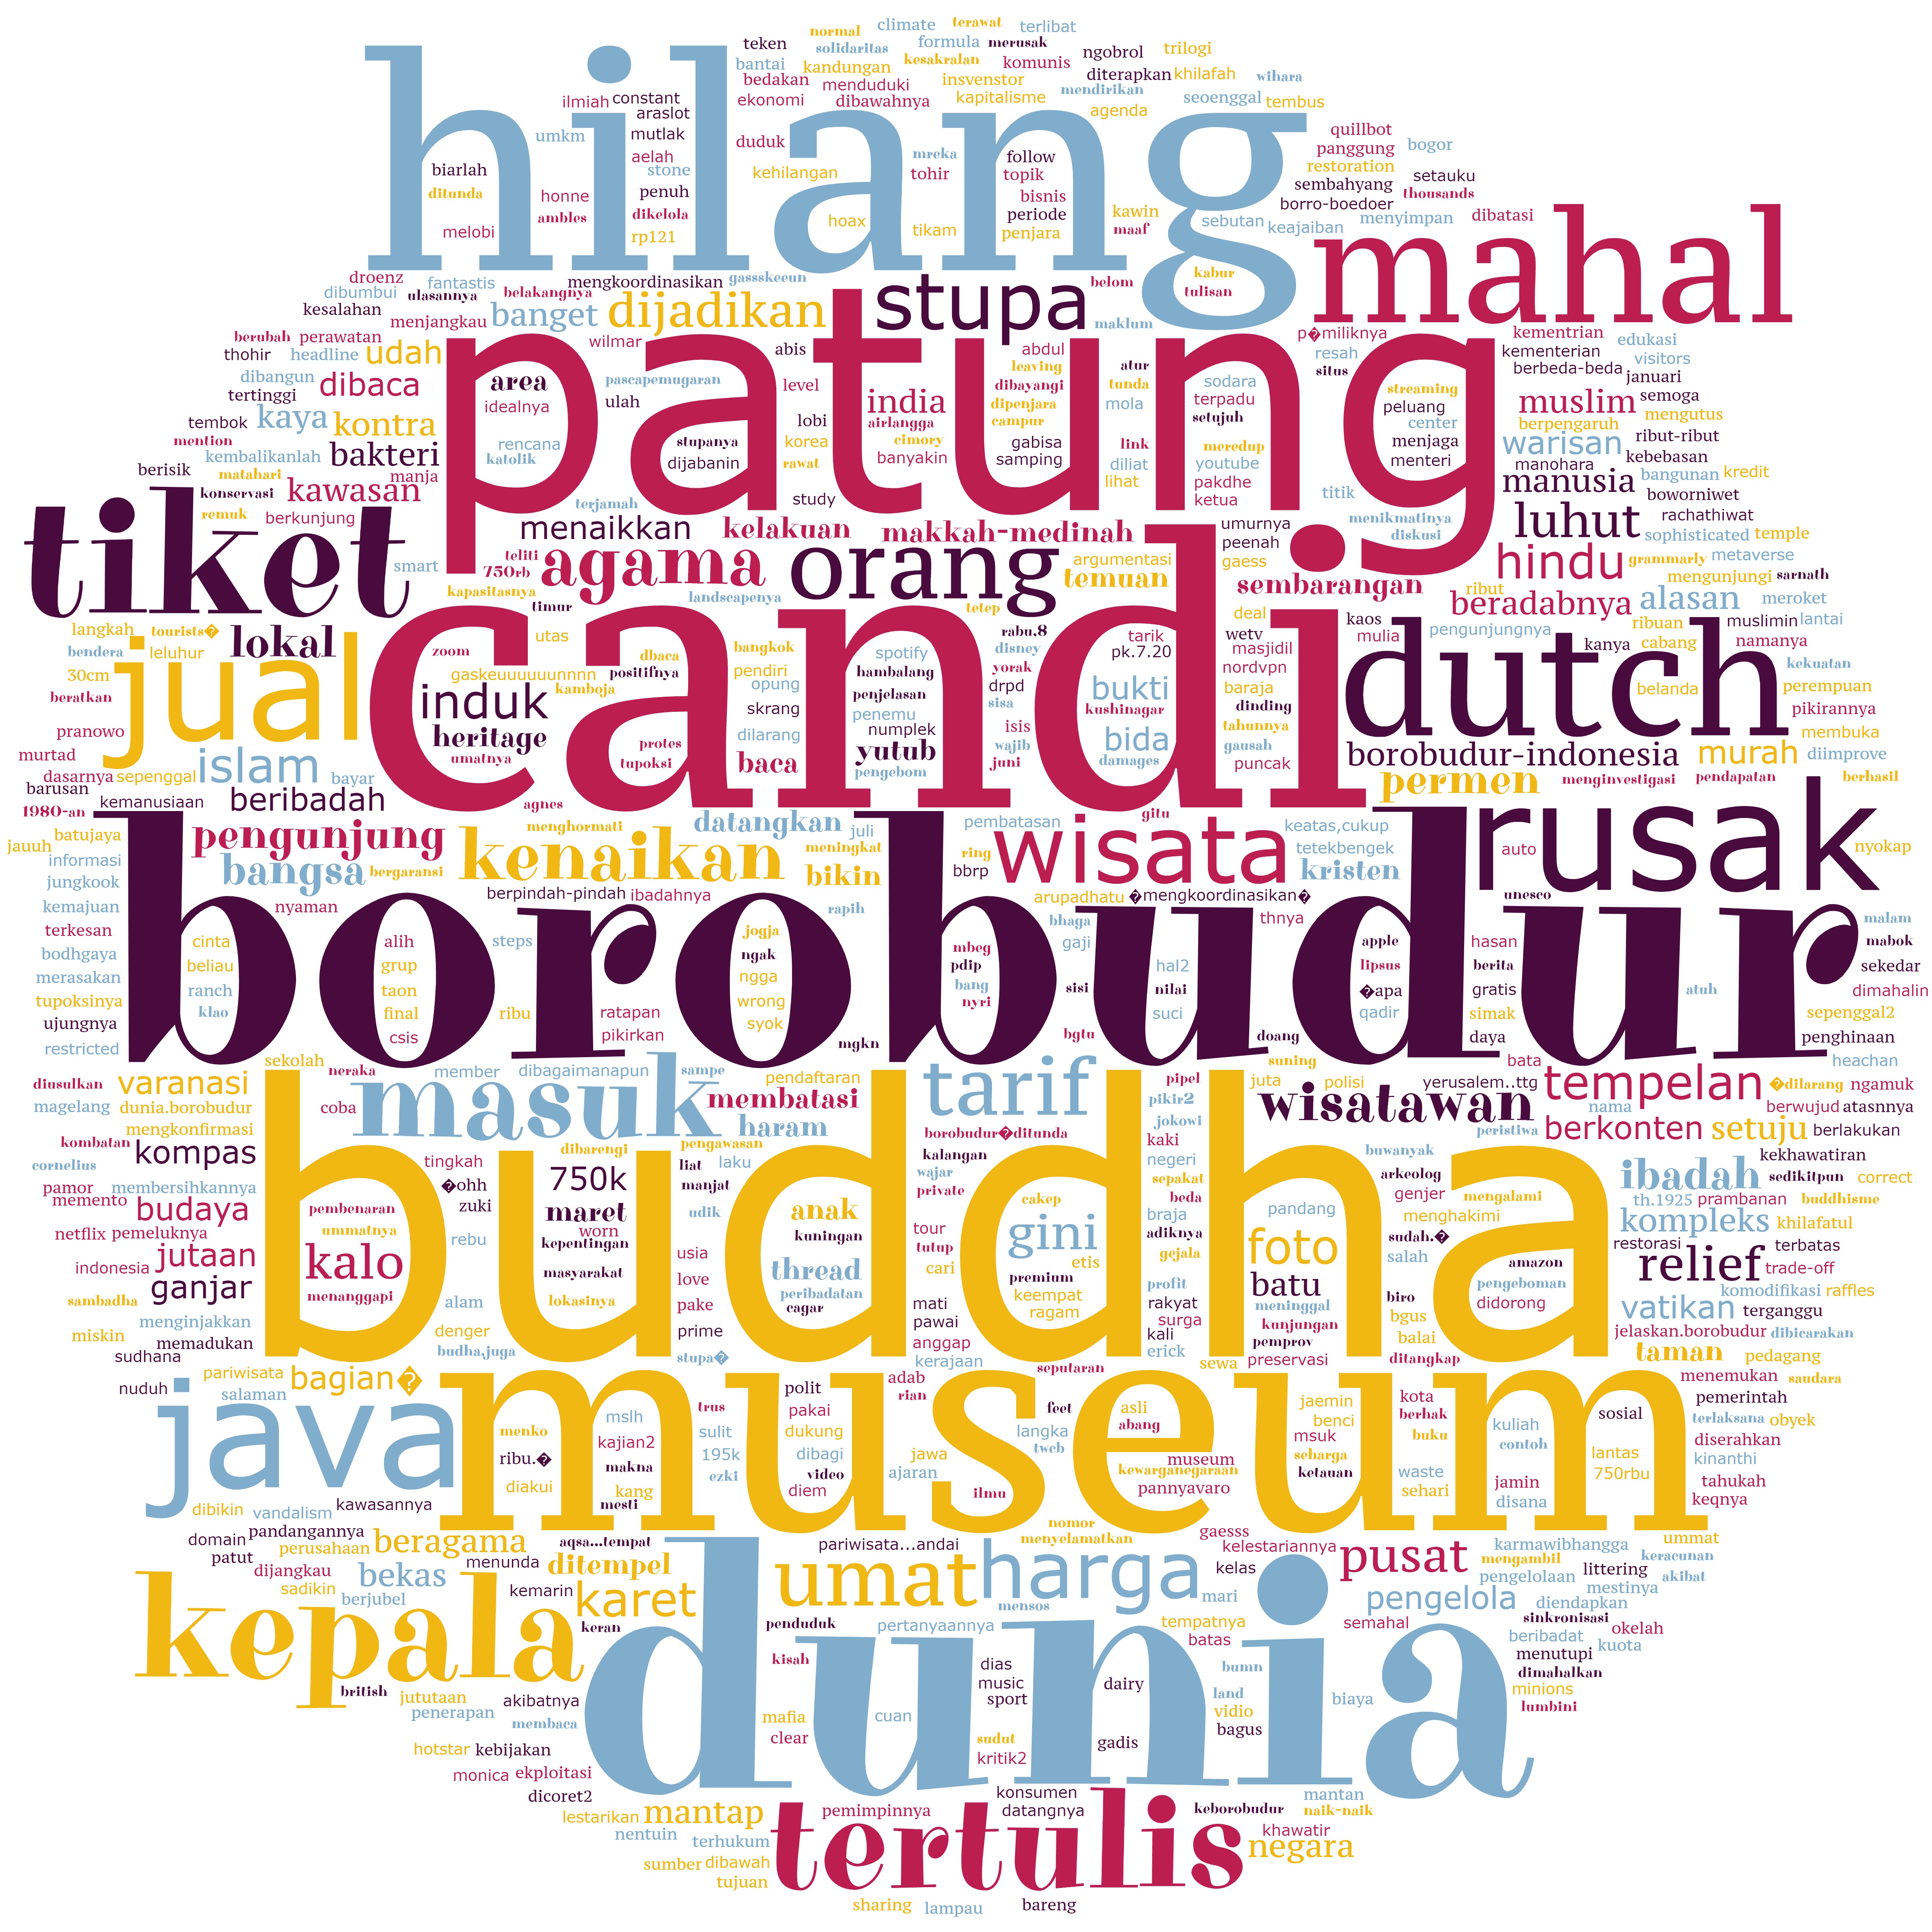 normal climate terawat terlibat
teken solidaritas formula merusak ngobrol trilogi
bantai kandungan kesakralan komunis diterapkan khilafah wihara
bedakan menduduki insvenstor mendirikan seoenggal tembus
ilmiah constant ekonomi dibawahnya kapitalisme agenda
araslot
hilang
umkm mutlak duduk quillbot panggung bogor
aelah mreka follow restoration
biarlah stone kehilangan tohir topik sembahyang setauku
ditunda honne penuh bisnis borro-boedoer thousands
ambles dikelola hoax periode kawin sebutan menyimpan dibatasi
melobi rp121 tikam penjara maaf keajaiban
mahal
droenz fantastis mengkoordinasikan gassskeeun belom kabur
dibumbui ulasannya belakangnya tulisan
kesalahan menjangkau banget dijadikan stupa maklum
berubah perawatan wilmar p�miliknya kementrian edukasi
thohir headline udah abis abdul resah kementerian visitors
patung
dibangun dibaca area pascapemugaran level leaving atur situs berbeda-beda januari
tertinggi idealnya ulah dibayangi tunda sodara streaming semoga
tembok kaya kontra lobi india dipenjara mola terpadu peluang muslim mengutus
mention rencana stupanya korea airlangga campur setujuh center berpengaruh
kembalikanlah bakteri katolik dijabanin cimory gabisa link meredup menjaga warisan ribut-ribut
berisik matahari manja rawat banyakin samping diliat youtube menteri manohara kebebasan
konservasi kawasan lihat pakdhe titik manusia bangunan kredit
remuk berkunjung terjamah study ketua boworniwet
tiket
menaikkan kelakuan makkah-medinah umurnya menikmatinya luhut rachathiwat
teliti peenah diskusi sophisticated temple
smart 750rb agama orang argumentasi gaess hindu grammarly metaverse
kapasitasnya landscapenya temuan sembarangan ribut mengunjungi sarnath
timur tetep deal beradabnya alasan meroket
candi
langkah tourists� lokal utas rabu,8 tarik wetv kaos mulia ribuan muslimin lantai
bendera leluhur zoom dbaca bangkok spotify disney pk.7.20 masjidil pengunjungnya kanya cabang namanya
jual
30cm gaskeuuuuuunnnn positifnya pendiri hambalang yorak nordvpn kekuatan
beratkan induk kamboja opung penjelasan drpd bukti baraja belanda perempuan
dutch
pranowo skrang penemu sisa kushinagar dinding pikirannya
murtad heritage protes dilarang numplek isis bida tahunnya membuka
dasarnya sepenggal islam umatnya tupoksi baca yutub wajib damages gausah borobudur-indonesia murah diimprove
barusan bayar pengebom juni puncak permen menginvestigasi pendapatan berhasil
kemanusiaan beribadah
1980-an agnes gitu rusak
batujaya pengunjung menghormati datangkan juli pembatasan wisata keatas,cukup
jauuh kenaikan meningkat ring tetekbengek auto nyokap
informasi bangsa bergaransi bikin bbrp kristen
jungkook berpindah-pindah ibadahnya arupadhatu �mengkoordinasikan� unesco
borobudur
kemajuan nyaman rapih bhaga thnya malam
terkesan cinta alih steps jogja mbeg gaji apple hasan mabok
bodhgaya beliau grup ngak pdip hal2 lipsus berita sekedar
merasakan ranch taon ngga bang sisi nilai �apa gratis atuh dimahalin
tupoksinya klao final ribu ratapan wrong nyri suci qadir simak sepenggal2
ujungnya csis pikirkan syok bgtu doang daya penghinaan
restricted mgkn
sekolah neraka member dibagaimanapun sampe pendaftaran suning bata heachan
diusulkan varanasi masuk tarif pipel juta polisi yerusalem..ttg tempelan �dilarang ngamuk
magelang dunia.borobudur coba membatasi pikir2 wisatawan nama berwujud atasnnya
mengkonfirmasi haram jokowi peristiwa berkonten setuju berlakukan
buddha
kombatan kompas dibarengi pengawasan borobudur�ditunda kaki buwanyak kekhawatiran
cornelius tingkah liat laku kalangan negeri arkeolog ibadah sedikitpun correct
pamor membersihkannya �ohh 750k manjat wajar sepakat genjer th.1925 prambanan buddhisme
memento budaya pembenaran zuki maret udik anak private cakep beda pandang mengalami
netflix pemeluknya ummatnya worn kuningan tour gini braja menghakimi kompleks khilafatul
jutaan rebu kepentingan usia adiknya foto sudah.� restorasi terbatas
indonesia kalo masyarakat thread tutup etis gejala salah relief trade-off
ganjar love peribadatan cari premium profit batu amazon pengeboman
sambadha menanggapi alam lokasinya pake cagar keempat meninggal biro komodifikasi raffles
menginjakkan mati ragam rakyat didorong vatikan terganggu
miskin denger prime pawai surga kunjungan bgus
memadukan budha,juga anggap kali pemprov balai jelaskan.borobudur dibicarakan
sudhana stupa� kerajaan seputaran erick sewa preservasi ditangkap taman pedagang
nuduh pariwisata bagian� adab menemukan saudara
salaman polit rian feet asli jaemin kota pemerintah
java
museum
menko mslh trus pakai abang benci berhak kuliah sosial terlaksana obyek
kajian2 sulit dukung langka msuk buku diserahkan
ribu.� makna 195k dibagi jawa twcb museum seharga contoh lantas kinanthi
diakui ezki video ajaran kewarganegaraan ketauan waste jamin 750rbu tahukah
dibikin kawasannya kang diem ilmu pannyavaro sehari disana keqnya
vandalism mesti
domain pandangannya nomor gaesss
patut perusahaan beragama aqsa...tempat pariwisata...andai menyelamatkan kelestariannya karmawibhangga ummat
dijangkau bekas menunda ditempel umat harga kelas pusat mengambil keracunan
sadikin pengelolaan littering akibat
berjubel kemarin karet mensos mari pengelola mestinya
kepala
keran penduduk pertanyaannya tempatnya semahal diendapkan
batas sinkronisasi okelah
dunia
kisah dias bumn beribadat kuota
british music dairy menutupi
jututaan akibatnya sport land biaya dimahalkan
penerapan membaca mafia cuan vidio minions
bagus lumbini
hotstar kebijakan clear sudut gadis
monica ekploitasi kritik2
dicoret2 konsumen mantan
lestarikan mantap pemimpinnya datangnya keborobudur naik-naik
tertulis
nentuin terhukum khawatir
sumber dibawah negara
tujuan
sharing lampau bareng